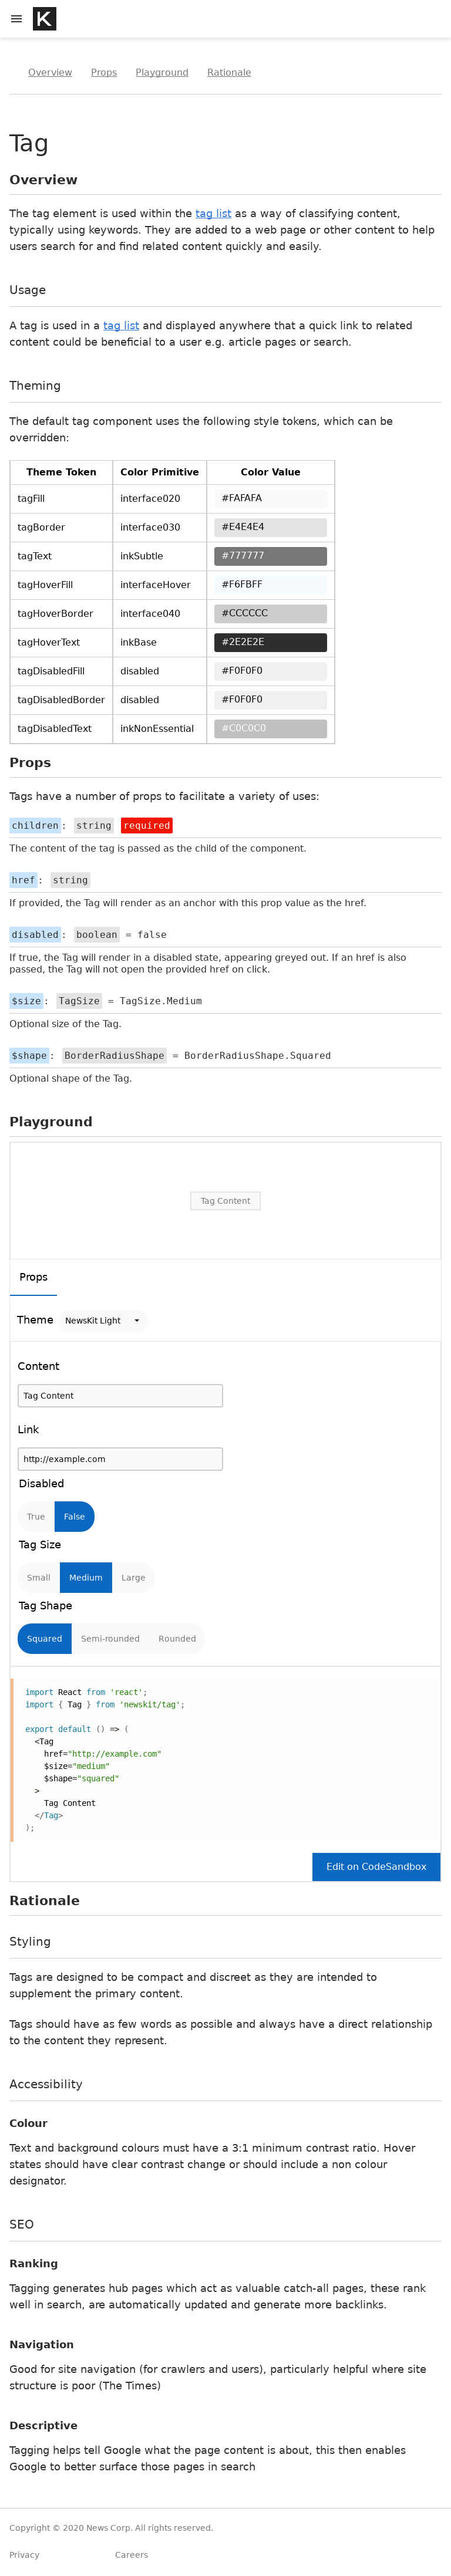 K
Overview Props Playground Rationale
Tag
Overview
The tag element is used within the tag list as a way of classifying content,
typically using keywords. They are added to a web page or other content to help
users search for and find related content quickly and easily.
Usage
A tag is used in a tag list and displayed anywhere that a quick link to related
content could be beneficial to a user e.g. article pages or search.
Theming
The default tag component uses the following style tokens, which can be
overridden:
Theme Token Color Primitive Color Value
tagFill interface020 #FAFAFA
tagBorder interface030 #E4E4E4
tagText inkSubtle #777777
tagHoverFill interfaceHover #F6FBFF
tagHoverBorder interface040 #CCCCCC
tagHoverText inkBase #2E2E2E
tagDisabledFill disabled #F0F0F0
tagDisabledBorder disabled #F0F0F0
tagDisabledText inkNonEssential #C0C0C0
Props
Tags have a number of props to facilitate a variety of uses:
children: string required
The content of the tag is passed as the child of the component.
href: string
If provided, the Tag will render as an anchor with this prop value as the href.
disabled: boolean = false
If true, the Tag will render in a disabled state, appearing greyed out. If an href is also
passed, the Tag will not open the provided href on click.
$size: TagSize = TagSize.Medium
Optional size of the Tag.
$shape: BorderRadiusShape = BorderRadiusShape.Squared
Optional shape of the Tag.
Playground
Tag Content
Props
Theme NewsKit Light
Content
Tag Content
Link
http://example.com
Disabled
True False
Tag Size
Small Medium Large
Tag Shape
Squared Semi-rounded Rounded
import React from 'react';
import { Tag } from 'newskit/tag';
export default () => (
<Tag
href="http://example.com"
$size="medium"
$shape="squared"
>
Tag Content
</Tag>
);
Edit on CodeSandbox
Rationale
Styling
Tags are designed to be compact and discreet as they are intended to
supplement the primary content.
Tags should have as few words as possible and always have a direct relationship
to the content they represent.
Accessibility
Colour
Text and background colours must have a 3:1 minimum contrast ratio. Hover
states should have clear contrast change or should include a non colour
designator.
SEO
Ranking
Tagging generates hub pages which act as valuable catch-all pages, these rank
well in search, are automatically updated and generate more backlinks.
Navigation
Good for site navigation (for crawlers and users), particularly helpful where site
structure is poor (The Times)
Descriptive
Tagging helps tell Google what the page content is about, this then enables
Google to better surface those pages in search
Copyright © 2020 News Corp. All rights reserved.
Privacy Careers